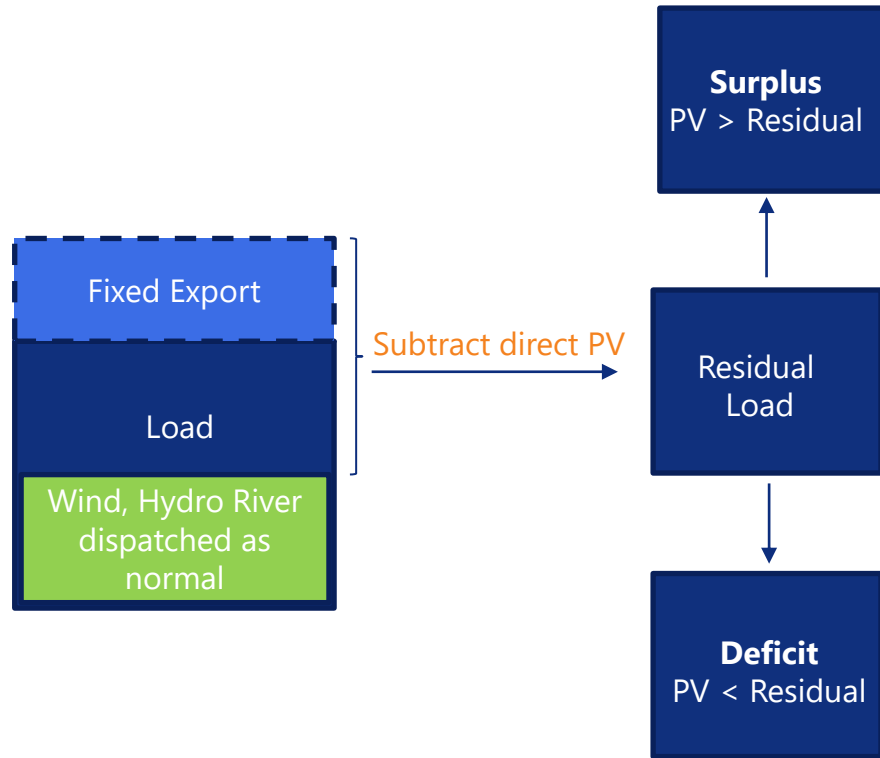 Fixed Export
Load
Wind, Hydro River
dispatched as
normal
Subtract direct PV
Surplus
PV > Residual
Residual
Load
Deficit
PV < Residual